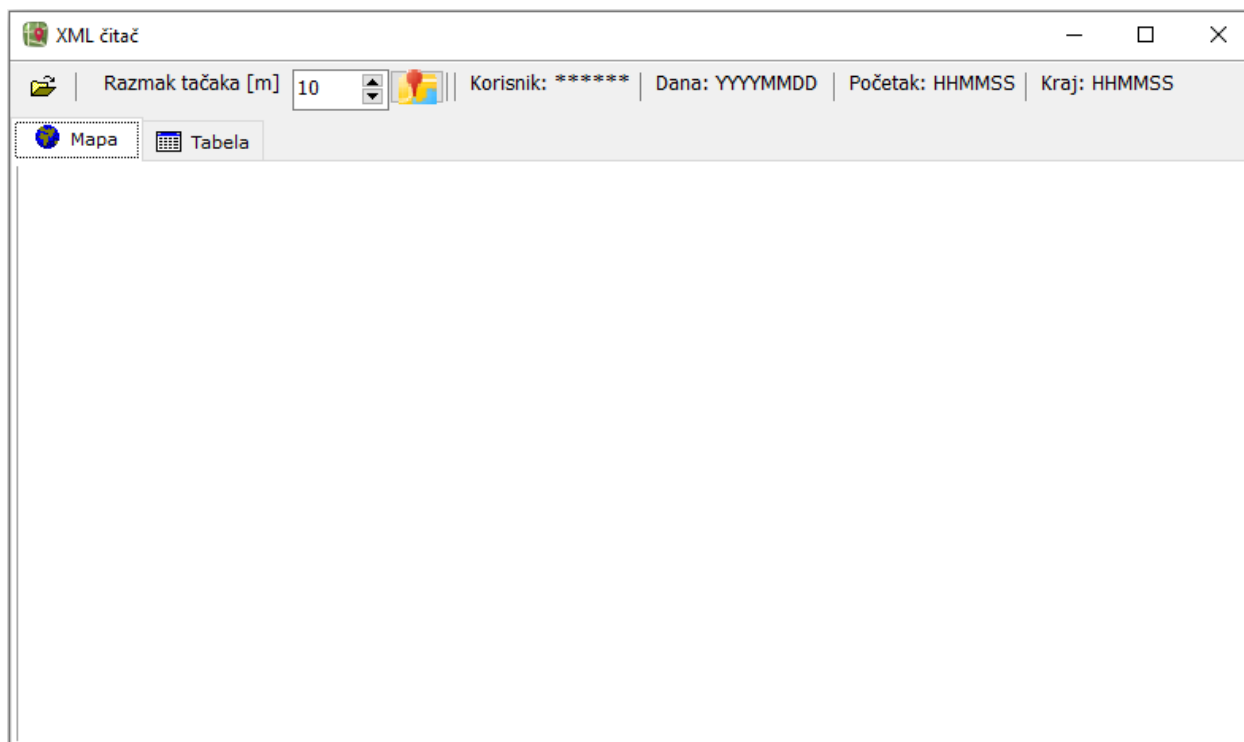 XML čitač
Razmak tačaka [m] 10 Korisnik: ****** Dana: YYYYMMDD Početak: HHMMSS Kraj: HHMMSS
Mapa Tabela